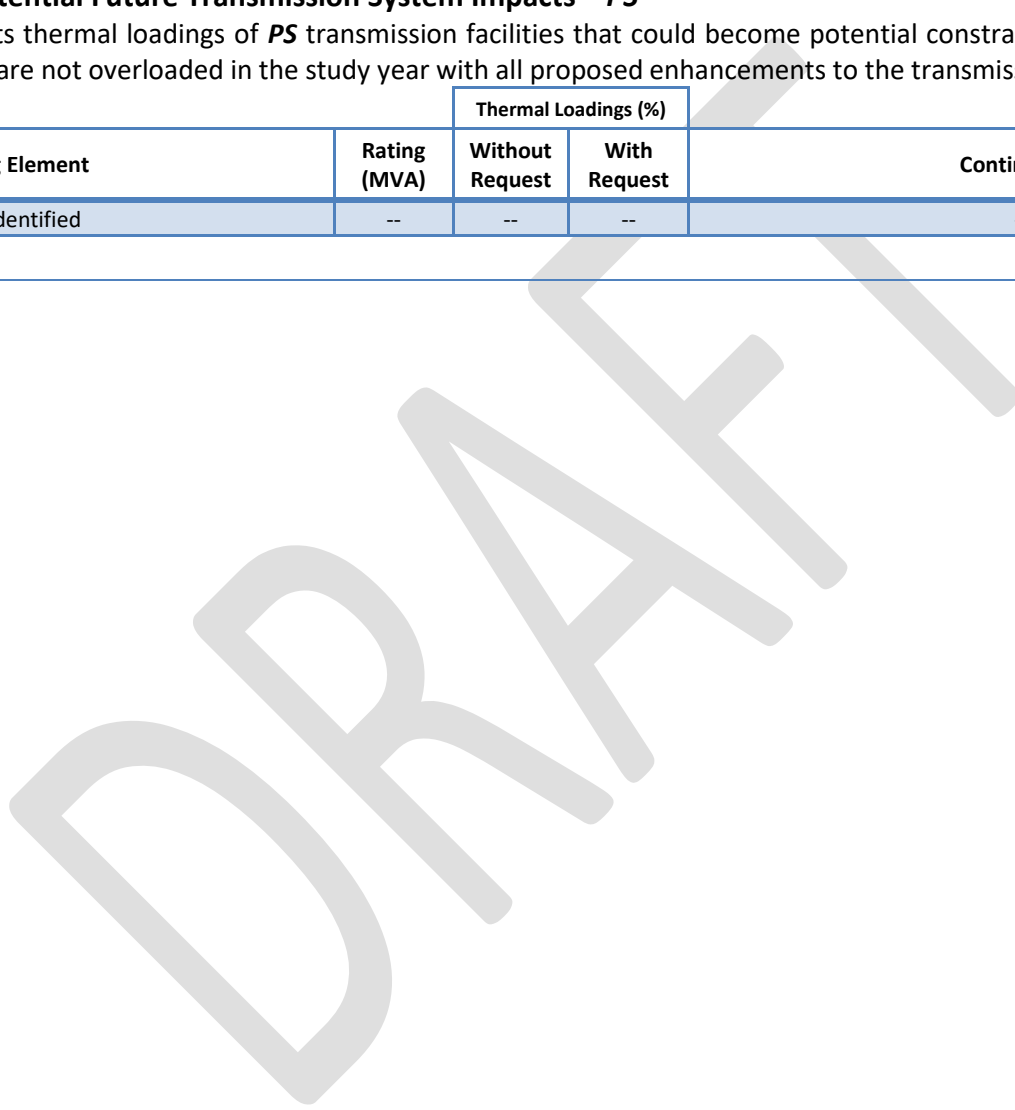 tential Future Transmission System Impacts – PS
ts thermal loadings of PS transmission facilities that could become potential constra
are not overloaded in the study year with all proposed enhancements to the transmis
Thermal Loadings (%)
Element Rating (MVA) Without Request With Request Contin
dentified -- -- --
DRAFT